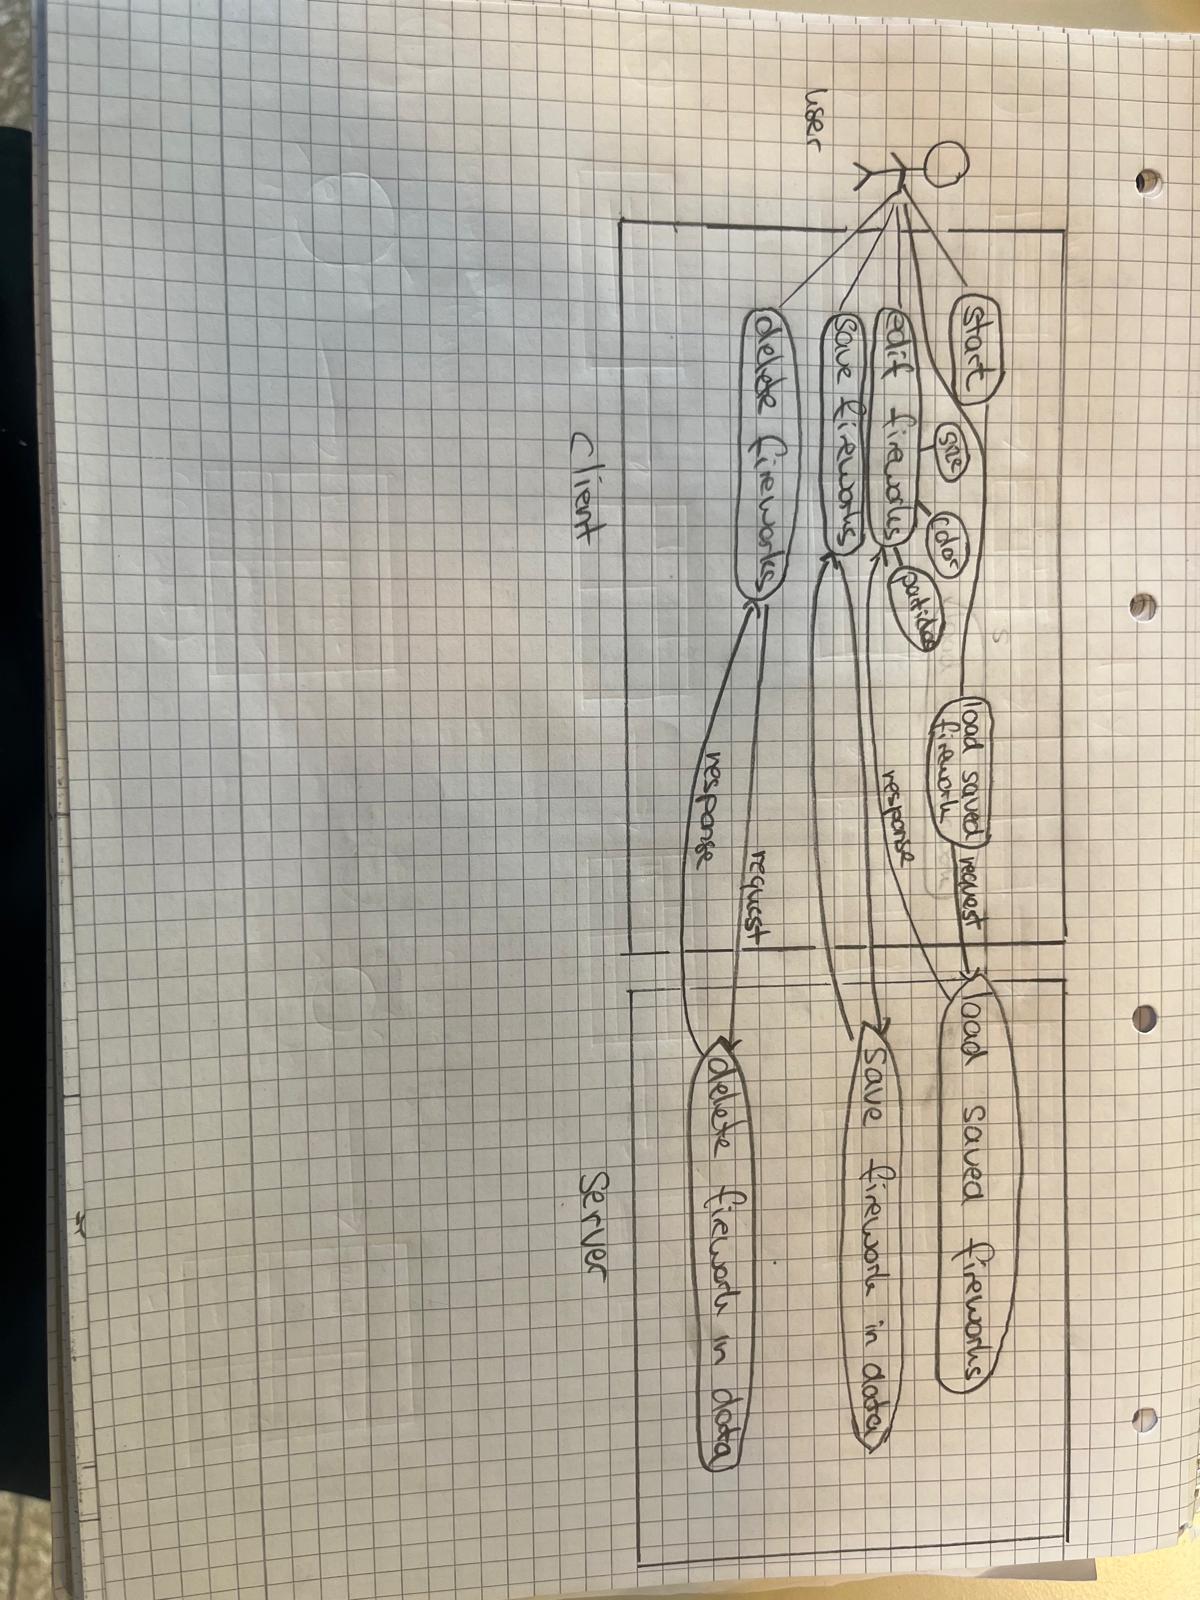 user
start
size
color
load saved
firework
request
load saved fireworks
edit fireworks
response
save fireworks
save firework in data
delete fireworks
request
response
delete firework in data
Client
Server